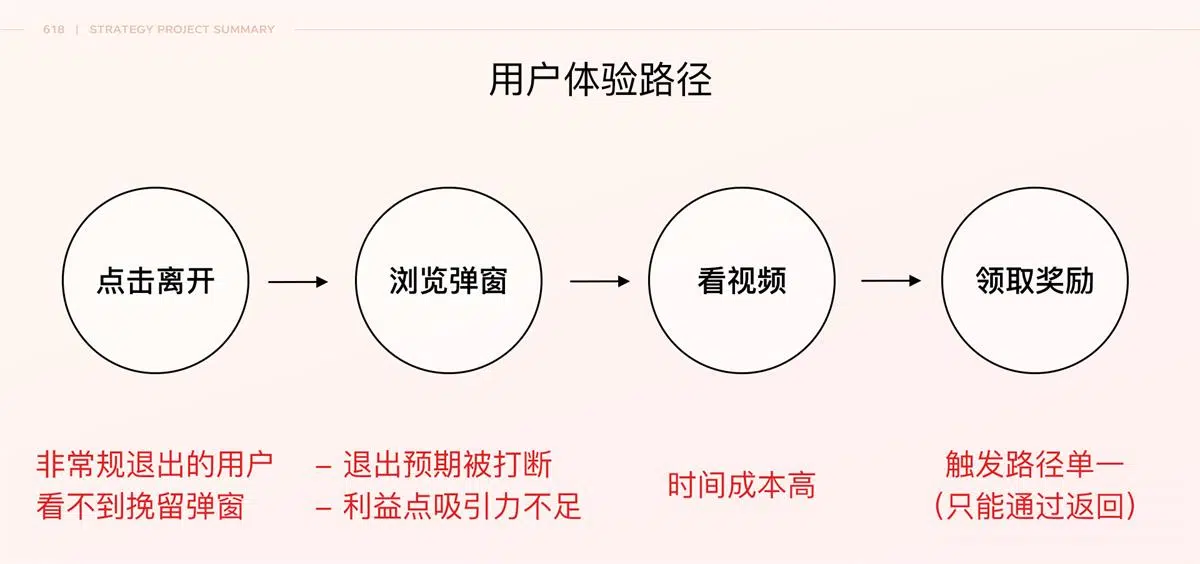 618 | STRATEGY PROJECT SUMMARY
用户体验路径
点击离开
浏览弹窗
看视频
领取奖励
非常规退出的用户
看不到挽留弹窗
– 退出预期被打断
– 利益点吸引力不足
时间成本高
触发路径单一
（只能通过返回）